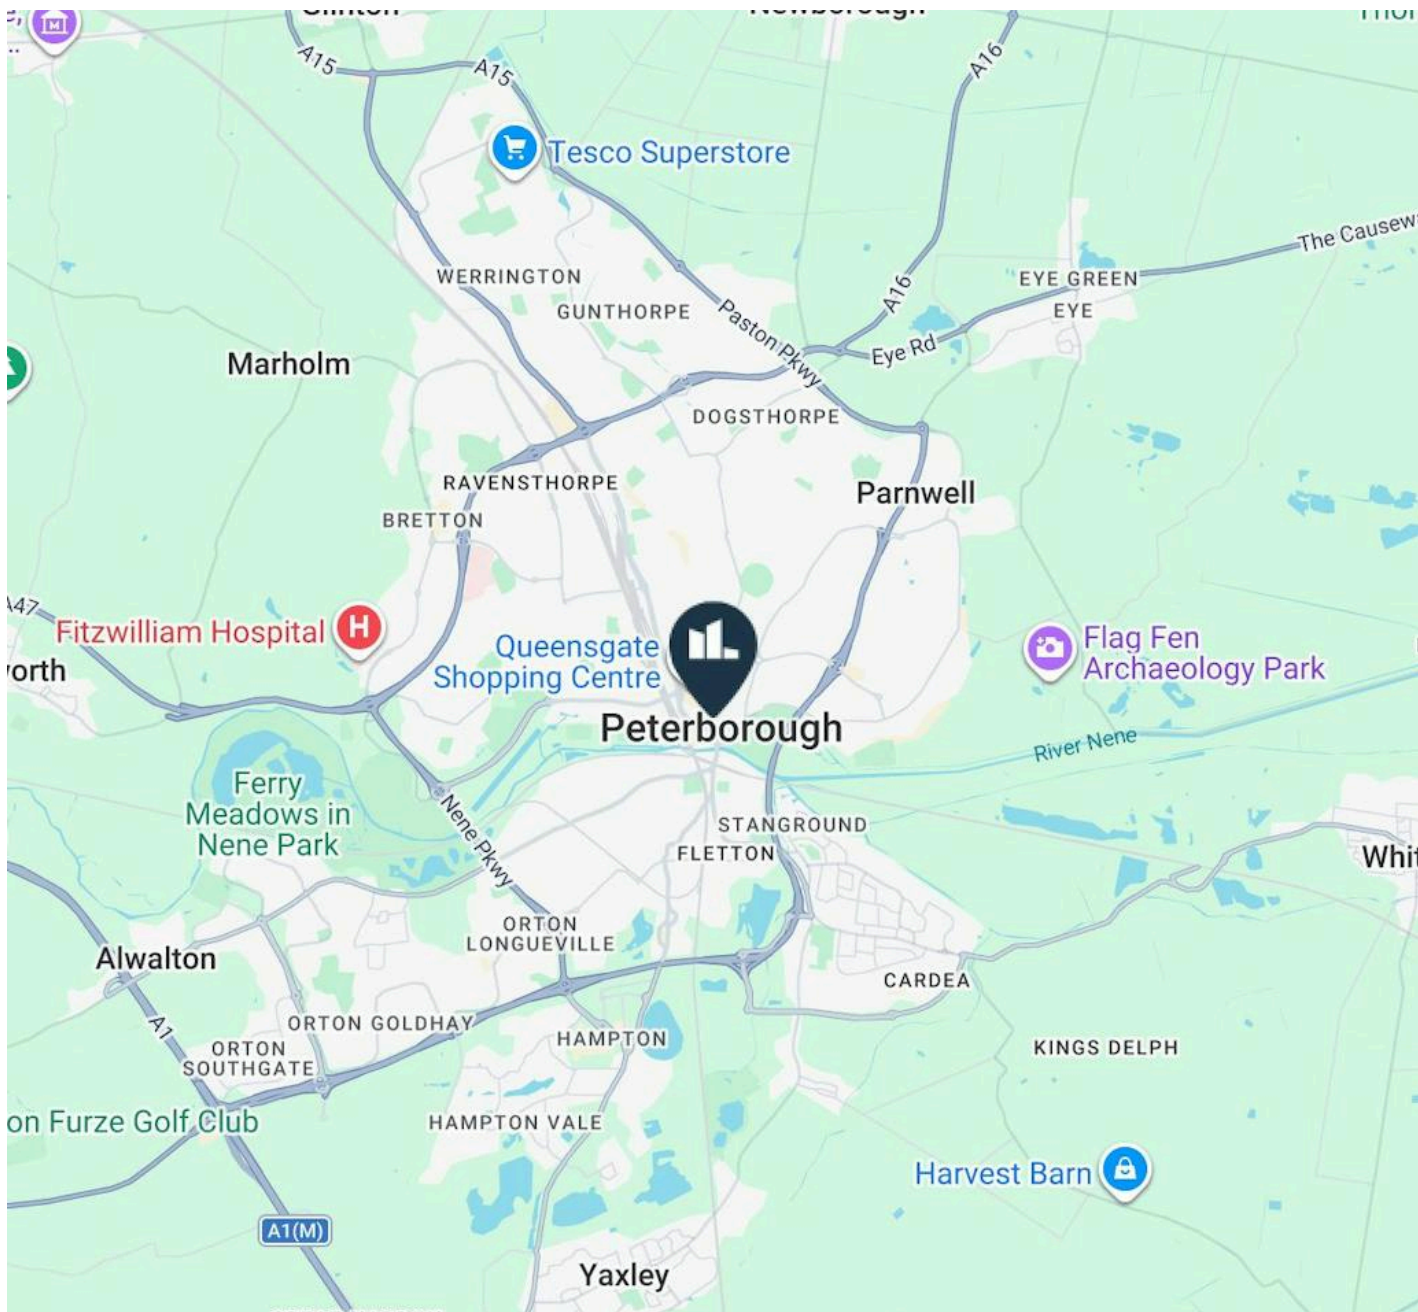 A15
A15
A16
Tesco Superstore
The Causew
WERRINGTON
EYE GREEN
A16
GUNTHORPE
EYE
Paston Pkwy
Eye Rd
Marholm
DOGSTHORPE
RAVENSTHORPE
Parnwell
BRETTON
A47
Fitzwilliam Hospital
H
Queensgate
Shopping Centre
Flag Fen
Archaeology Park
orth
Peterborough
River Nene
Ferry
Meadows in
Nene Park
Nene Pkwy
STANGROUND
FLETTON
Whit
ORTON
LONGUEVILLE
Alwalton
CARDEA
A1
ORTON GOLDHAY
HAMPTON
ORTON
SOUTHGATE
KINGS DELPH
on Furze Golf Club
HAMPTON VALE
Harvest Barn
A1(M)
Yaxley